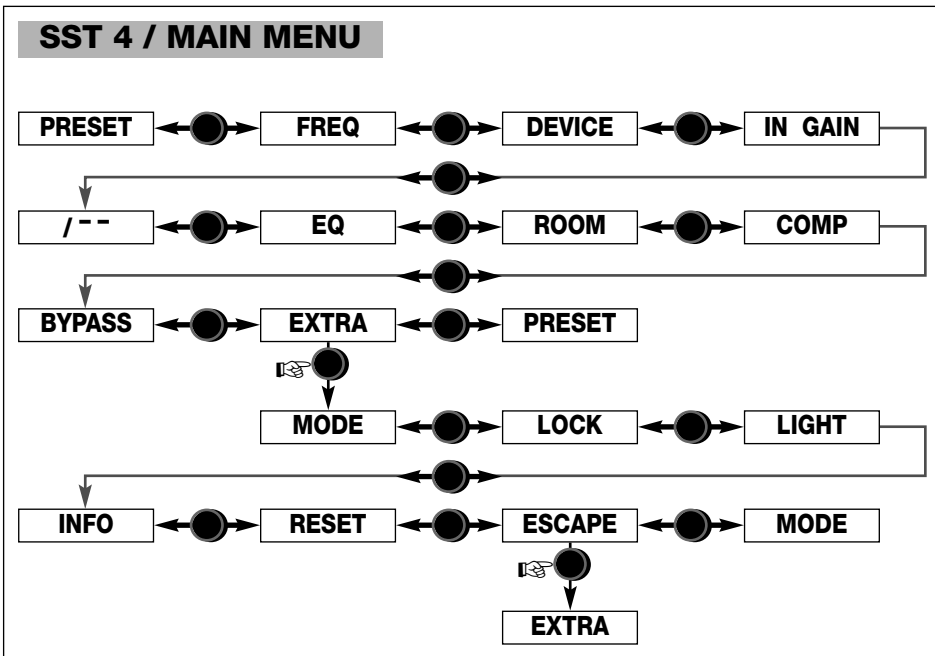 SST 4 / MAIN MENU
PRESET FREQ DEVICE IN GAIN
/ - - EQ ROOM COMP
BYPASS EXTRA PRESET
MODE LOCK LIGHT
INFO RESET ESCAPE MODE
EXTRA